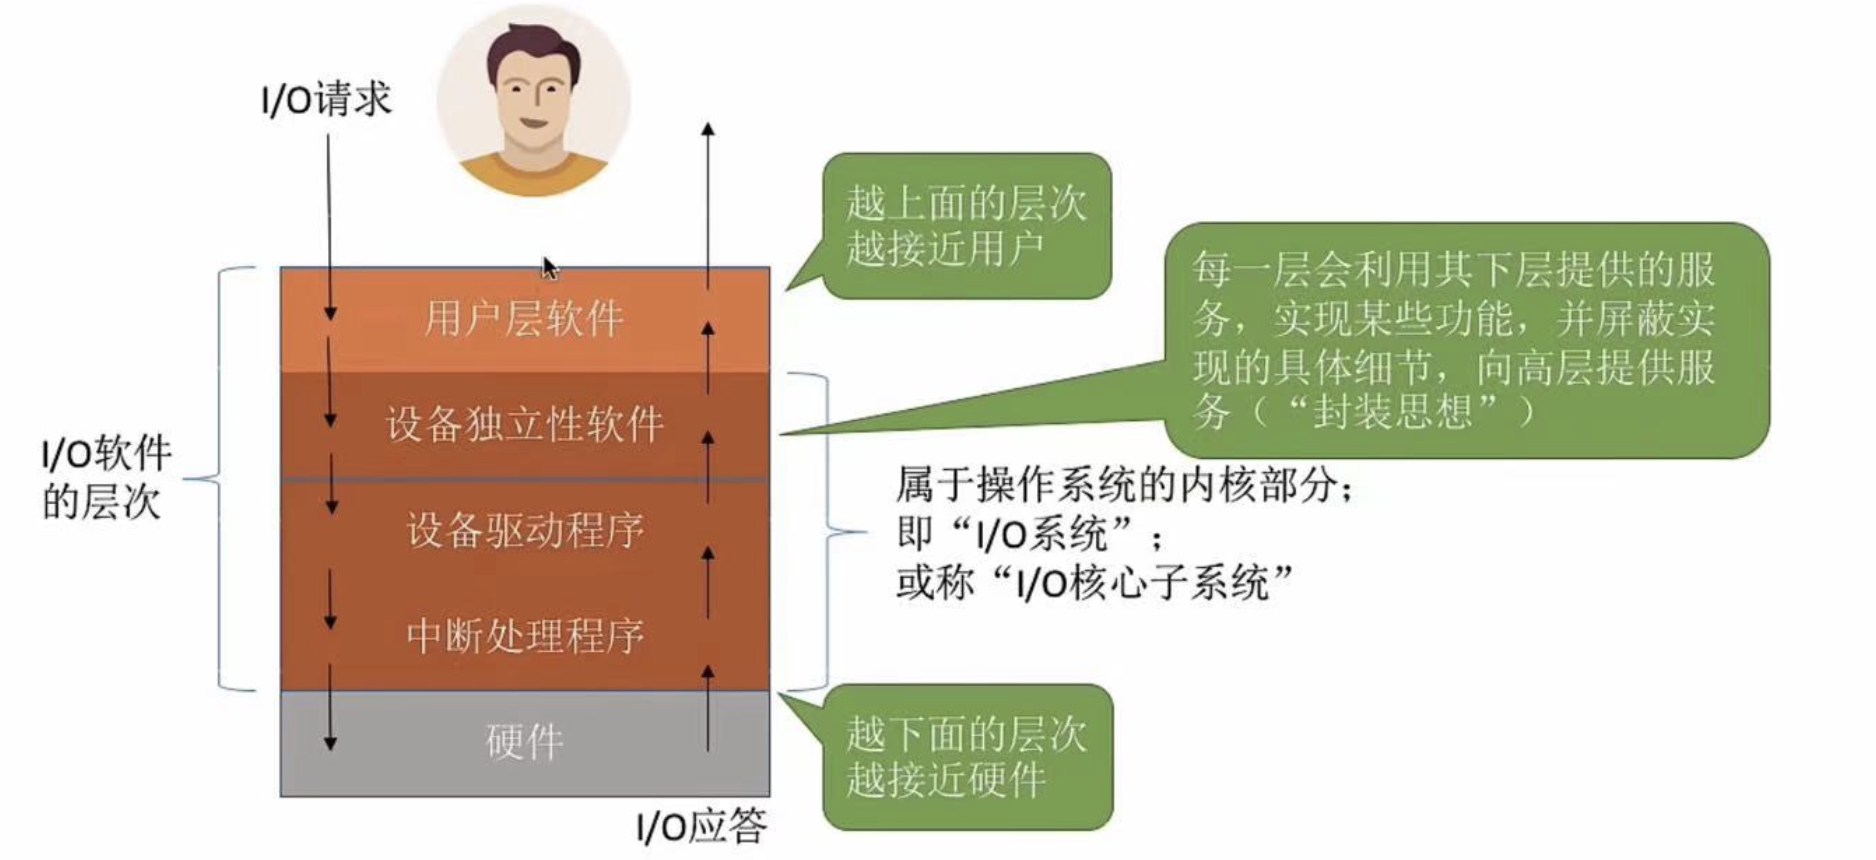 I/O请求
越上面的层次
越接近用户
每一层会利用其下层提供的服
务，实现某些功能，并屏蔽实
现的具体细节，向高层提供服
务（“封装思想”）
用户层软件
设备独立性软件
I/O软件
的层次
属于操作系统的内核部分；
即“I/O系统”；
或称“I/O核心子系统”
设备驱动程序
中断处理程序
硬件
越下面的层次
越接近硬件
I/O应答